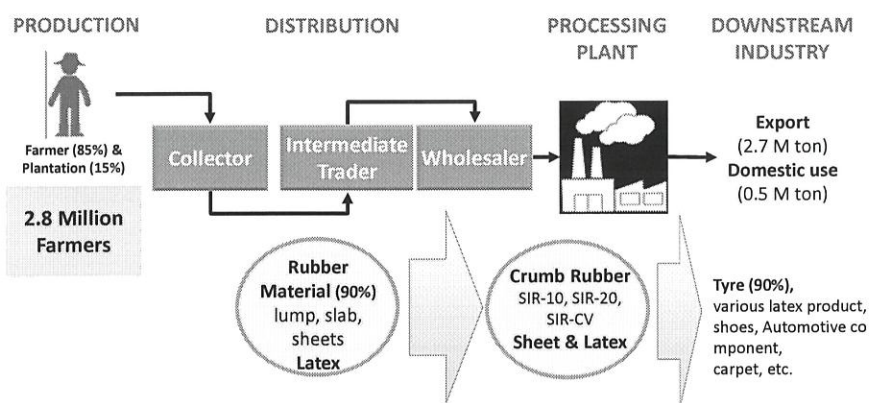 PRODUCTION
DISTRIBUTION
PROCESSING
PLANT
DOWNSTREAM
INDUSTRY
Farmer (85%) &
Plantation (15%)
2.8 Million
Farmers
Collector
Intermediate
Trader
Wholesaler
Export
(2.7 M ton)
Domestic use
(0.5 M ton)
Rubber
Material (90%)
lump, slab,
sheets
Latex
Crumb Rubber
SIR-10, SIR-20,
SIR-CV
Sheet & Latex
Tyre (90%),
various latex product,
shoes, Automotive co
mponent,
carpet, etc.